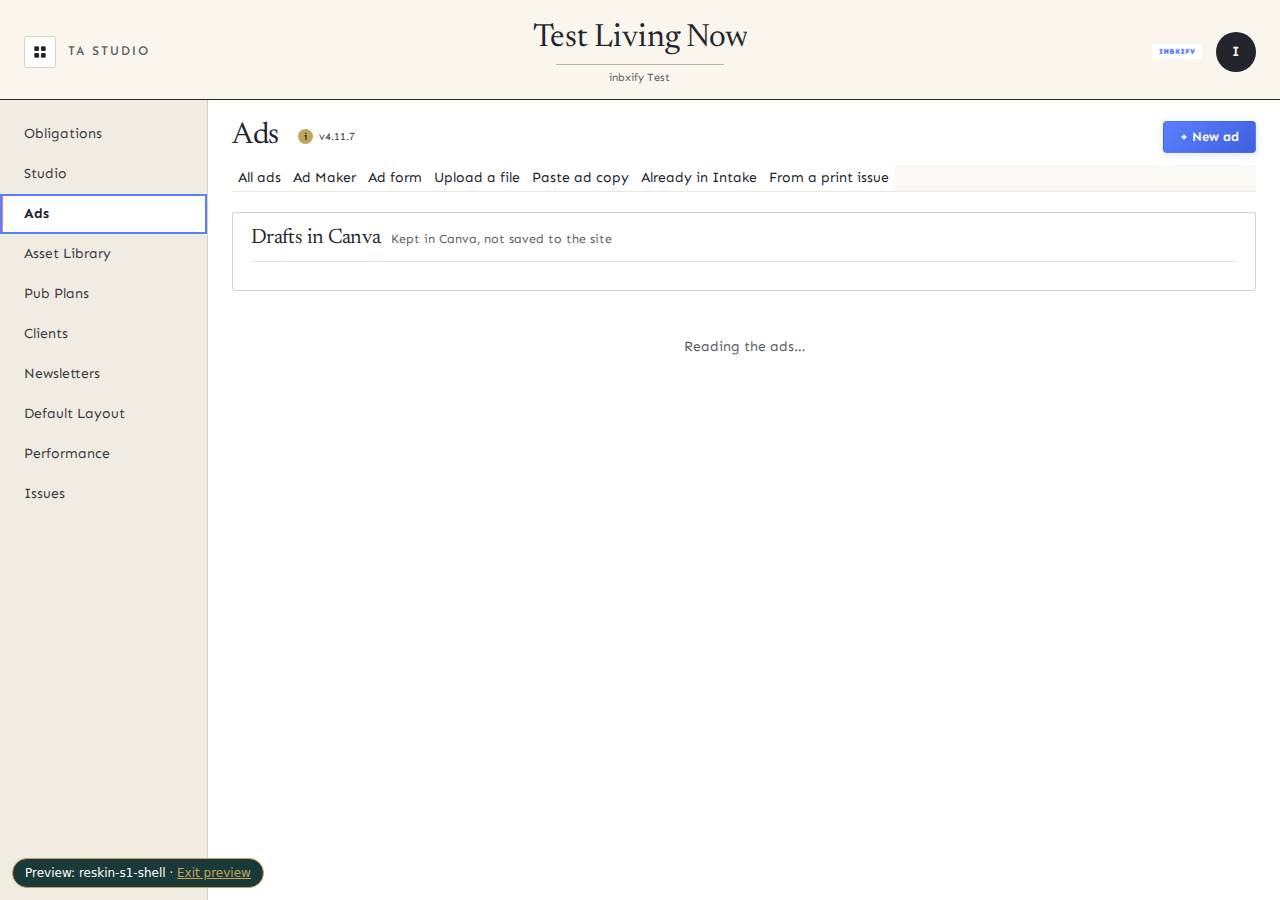 TA STUDIO
Test Living Now
inbxify Test
INBXIFY
I
Obligations
Studio
Ads
Asset Library
Pub Plans
Clients
Newsletters
Default Layout
Performance
Issues
Ads i v4.11.7
+ New ad
All ads Ad Maker Ad form Upload a file Paste ad copy Already in Intake From a print issue
Drafts in Canva Kept in Canva, not saved to the site
Reading the ads...
Preview: reskin-s1-shell · Exit preview